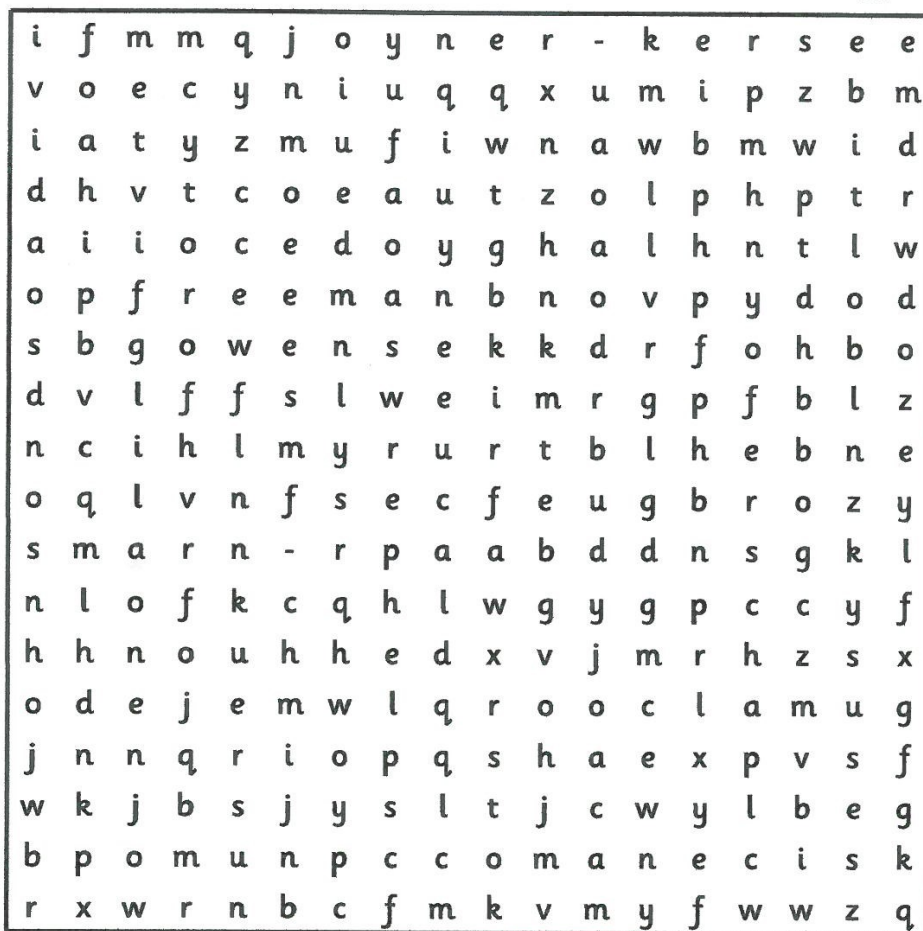 i f m m q j o y n e r - k e r s e e
v o e c y n i u q q x u m i p z b m
i a t y z m u f i w n a w b m w i d
d h v t c o e a u t z o l p h p t r
a i i o c e d o y g h a l h n t l w
o p f r e e m a n b n o v p y d o d
s b g o w e n s e k k d r f o h b o
d v l f f s l w e i m r g p f b l z
n c i h l m y r u r t b l h e b n e
o q l v n f s e c f e u g b r o z y
s m a r n - r p a a b d d n s g k l
n l o f k c q h l w g y g p c c y f
h h n o u h h e d x v j m r h z s x
o d e j e m w l q r o o c l a m u g
j n n q r i o p q s h a e x p v s f
w k j b s j y s l t j c w y l b e g
b p o m u n p c c o m a n e c i s k
r x w r n b c f m k v m y f w w z q